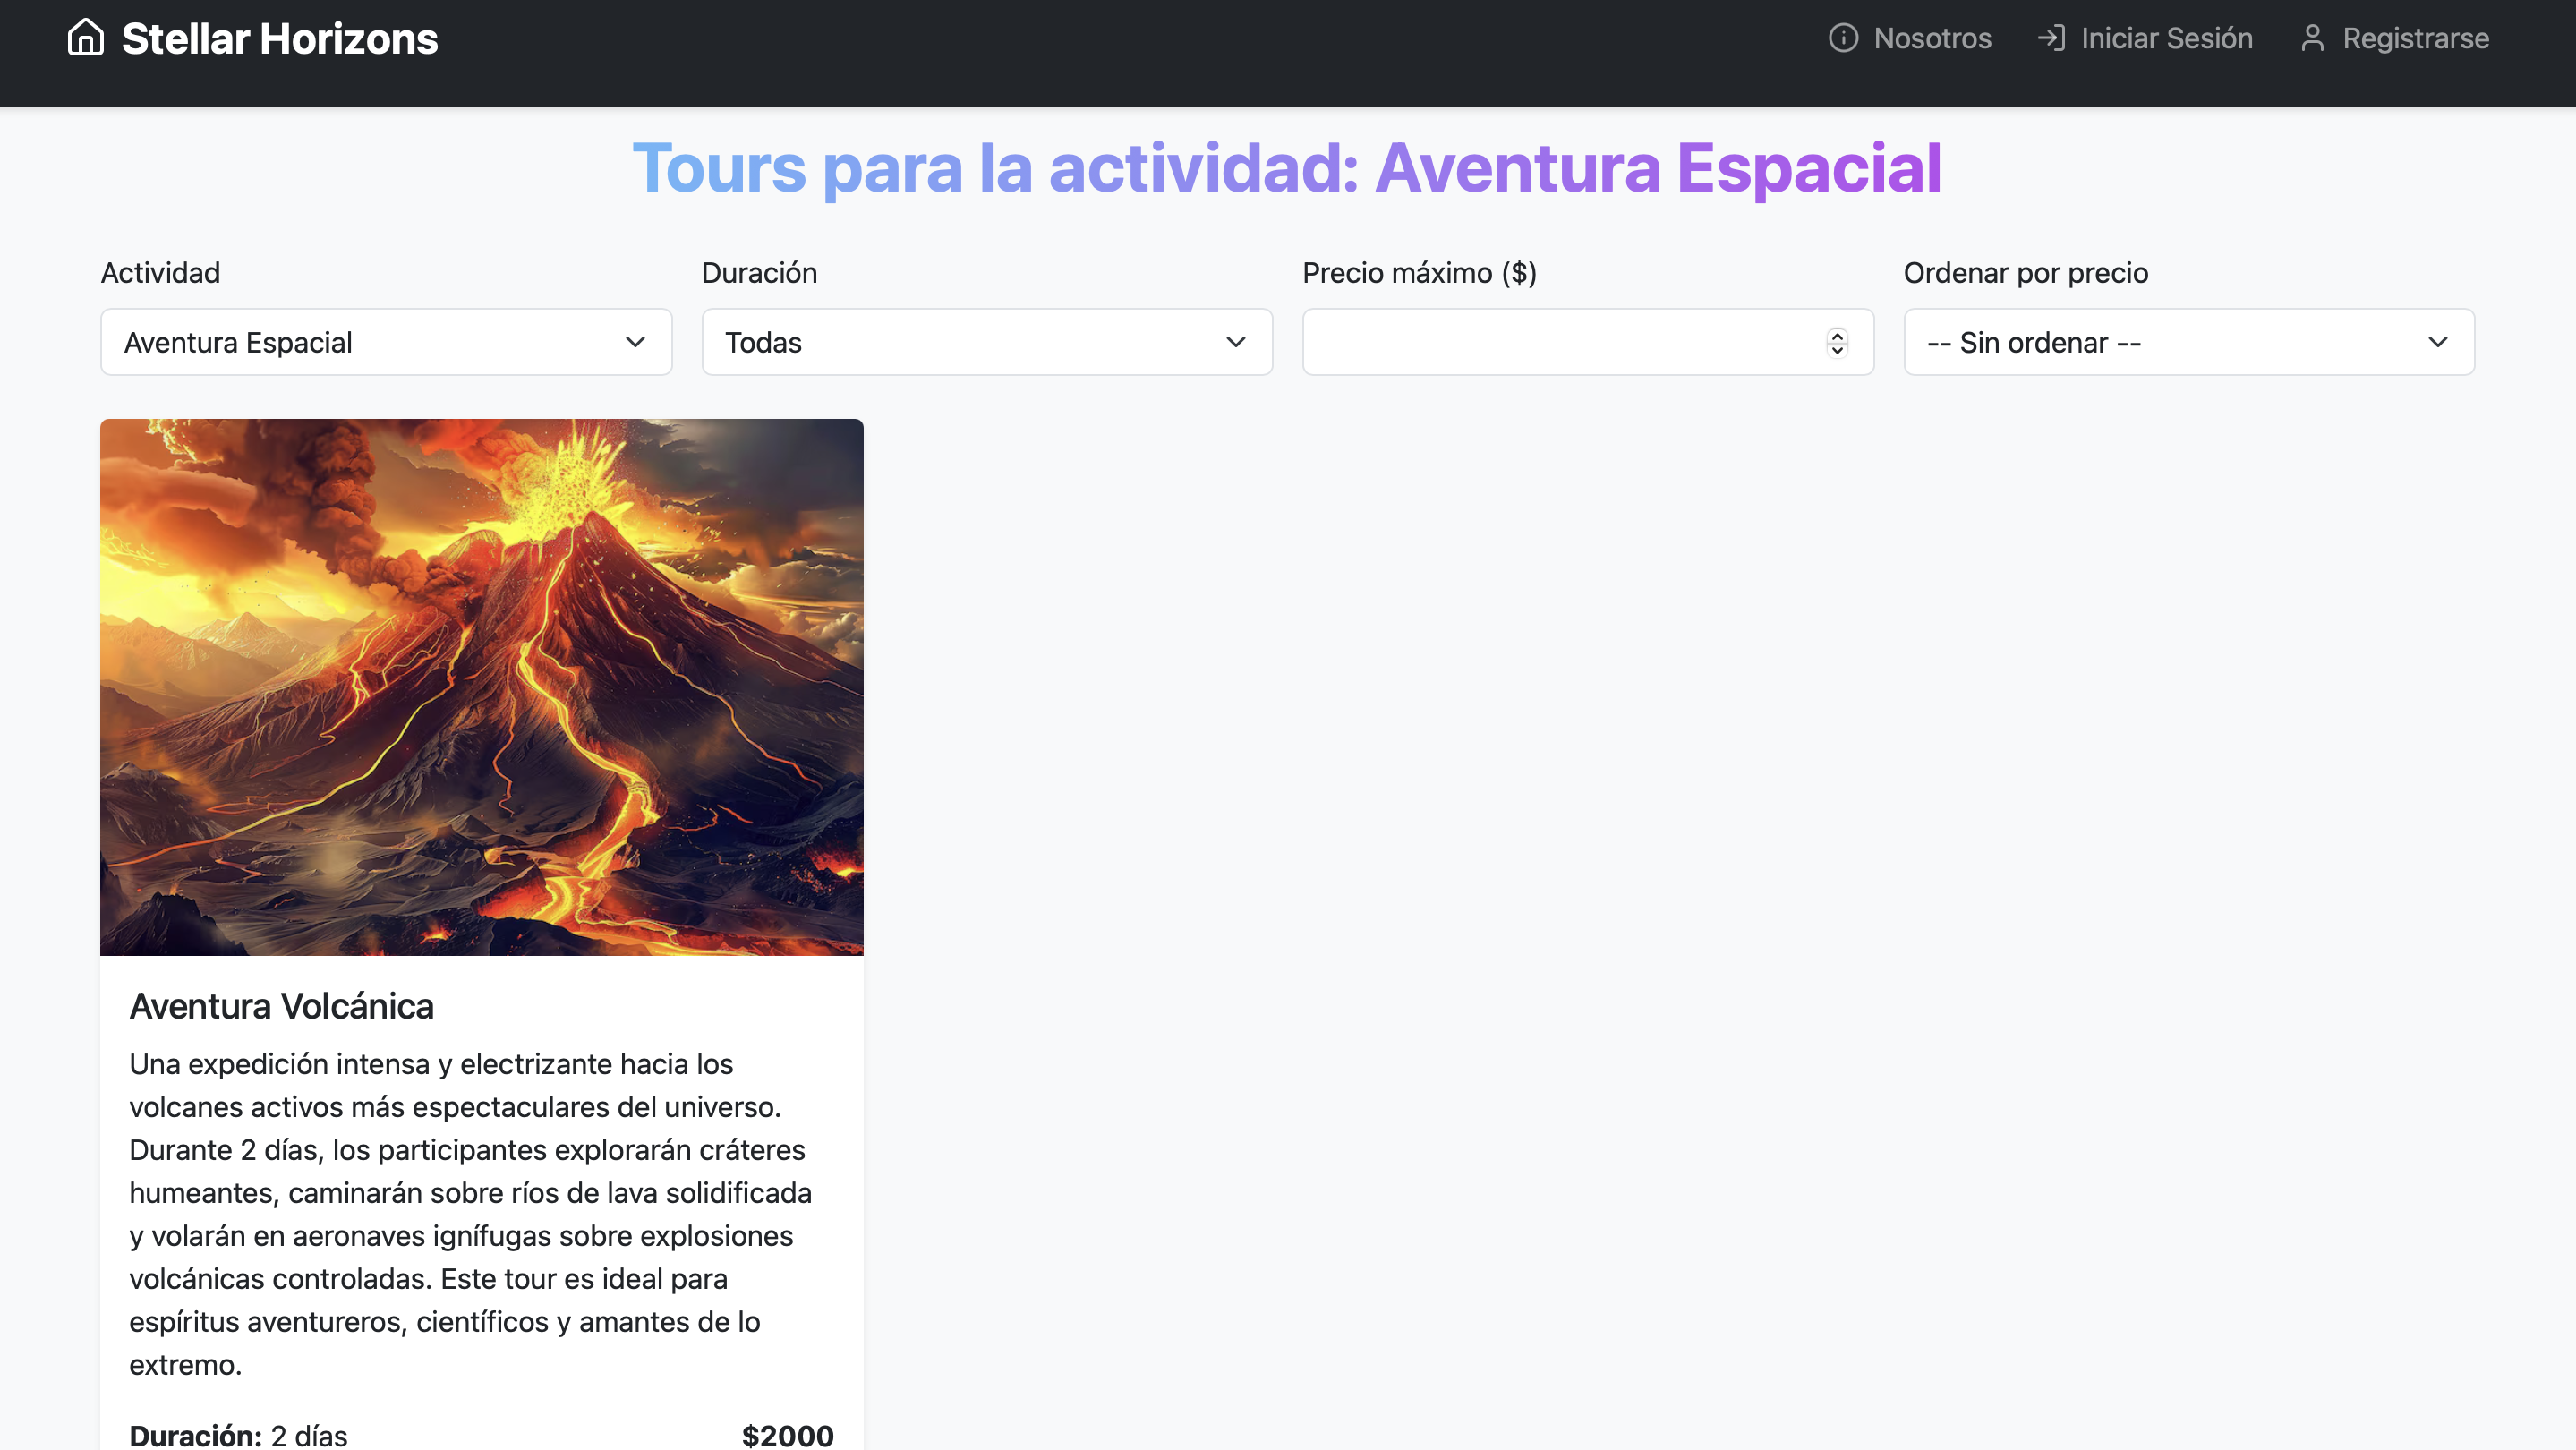 Stellar Horizons
Nosotros
Iniciar Sesión
Registrarse
Tours para la actividad: Aventura Espacial
Actividad
Duración
Precio máximo ($)
Ordenar por precio
Aventura Espacial
Todas
-- Sin ordenar --
Aventura Volcánica
Una expedición intensa y electrizante hacia los
volcanes activos más espectaculares del universo.
Durante 2 días, los participantes explorarán cráteres
humeantes, caminarán sobre ríos de lava solidificada
y volarán en aeronaves ignífugas sobre explosiones
volcánicas controladas. Este tour es ideal para
espíritus aventureros, científicos y amantes de lo
extremo.
Duración: 2 días
$2000